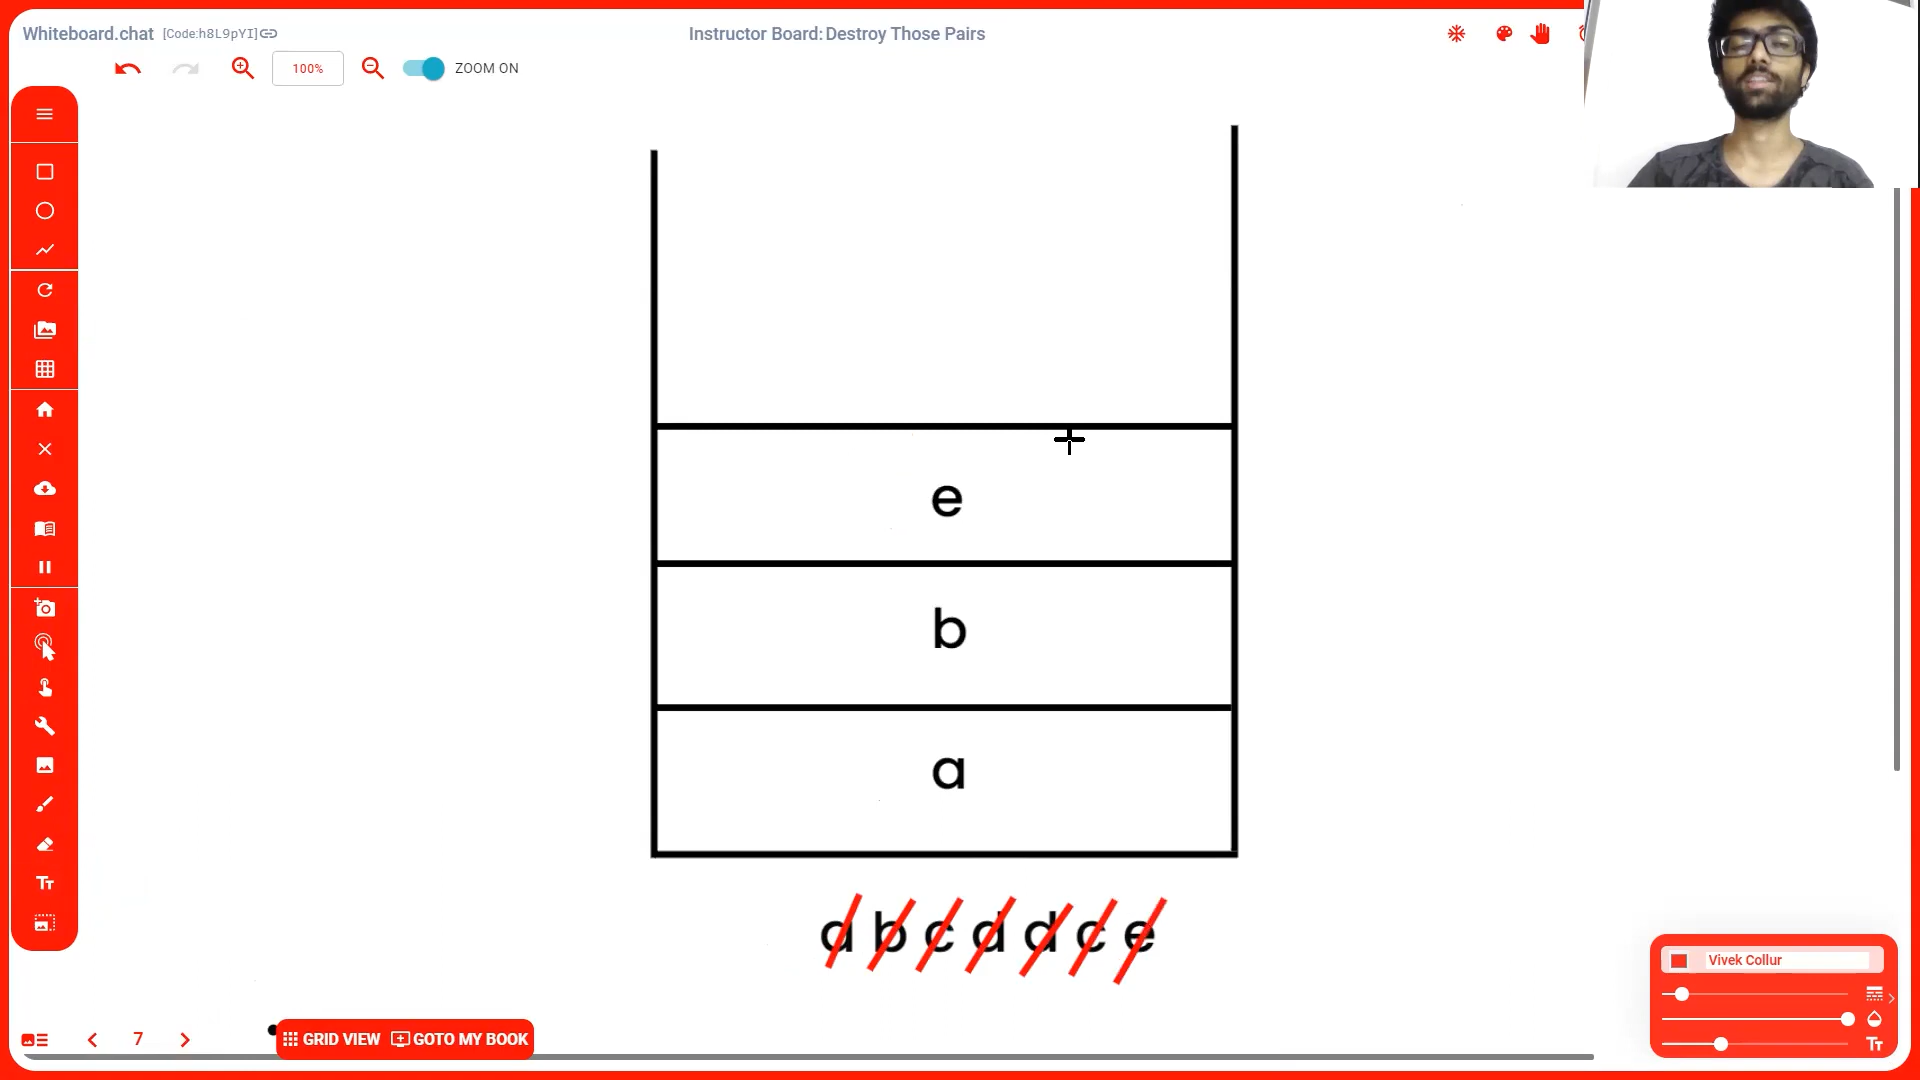 Whiteboard.chat [Code:h8L9pYI]
Instructor Board: Destroy Those Pairs
100%
ZOOM ON
e
b
a
a b c d d c e
7
GRID VIEW
GOTO MY BOOK
Vivek Collur